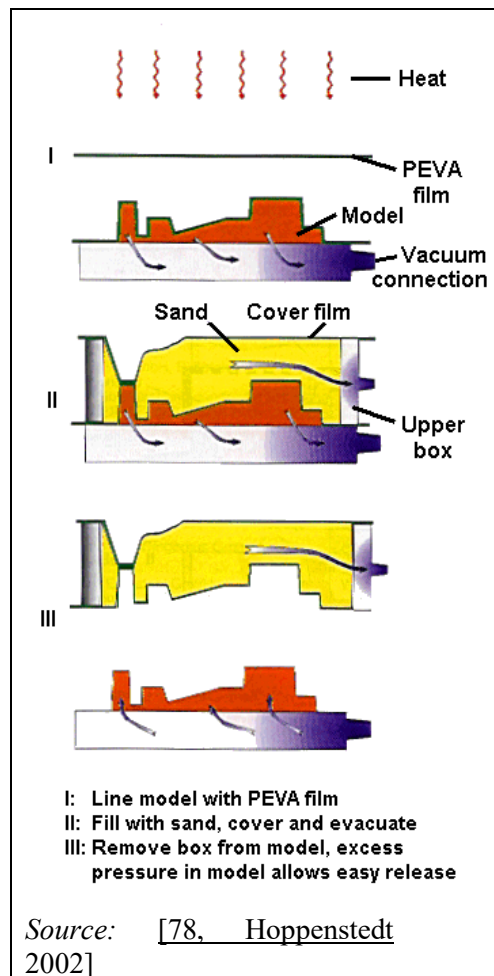 Heat
I
PEVA
film
Model
Vacuum
connection
Sand
Cover film
II
Upper
box
III
I: Line model with PEVA film
II: Fill with sand, cover and evacuate
III: Remove box from model, excess
pressure in model allows easy release
Source: [78, Hoppenstedt
2002]